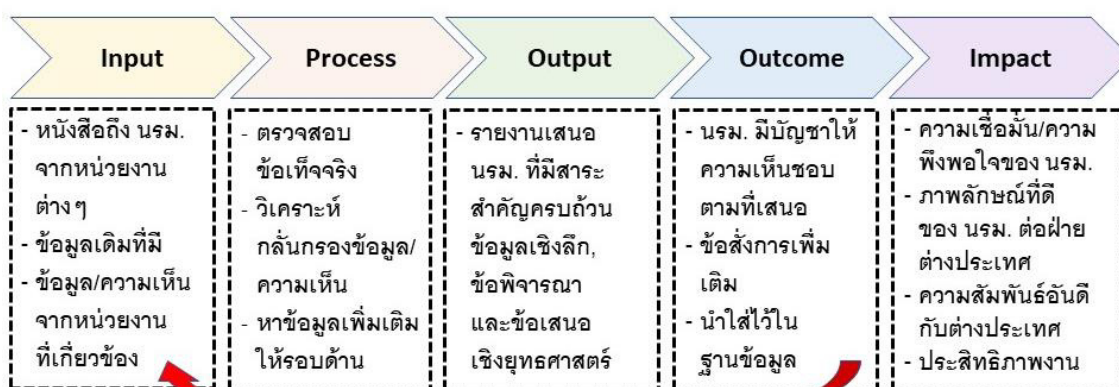 Input
Process
Output
Outcome
Impact
- หนังสือถึง นรม.
จากหน่วยงาน
ต่างๆ
- ข้อมูลเดิมที่มี
- ข้อมูล/ความเห็น
จากหน่วยงาน
ที่เกี่ยวข้อง
- ตรวจสอบ
ข้อเท็จจริง
- วิเคราะห์
กลั่นกรองข้อมูล/
ความเห็น
- หาข้อมูลเพิ่มเติม
ให้รอบด้าน
- รายงานเสนอ
นรม. ที่มีสาระ
สำคัญครบถ้วน
ข้อมูลเชิงลึก,
ข้อพิจารณา
และข้อเสนอ
เชิงยุทธศาสตร์
- นรม. มีบัญชาให้
ความเห็นชอบ
ตามที่เสนอ
- ข้อสั่งการเพิ่ม
เติม
- นำใส่ไว้ใน
ฐานข้อมูล
- ความเชื่อมั่น/ความ
พึงพอใจของ นรม.
- ภาพลักษณ์ที่ดี
ของ นรม. ต่อฝ่าย
ต่างประเทศ
- ความสัมพันธ์อันดี
กับต่างประเทศ
- ประสิทธิภาพงาน